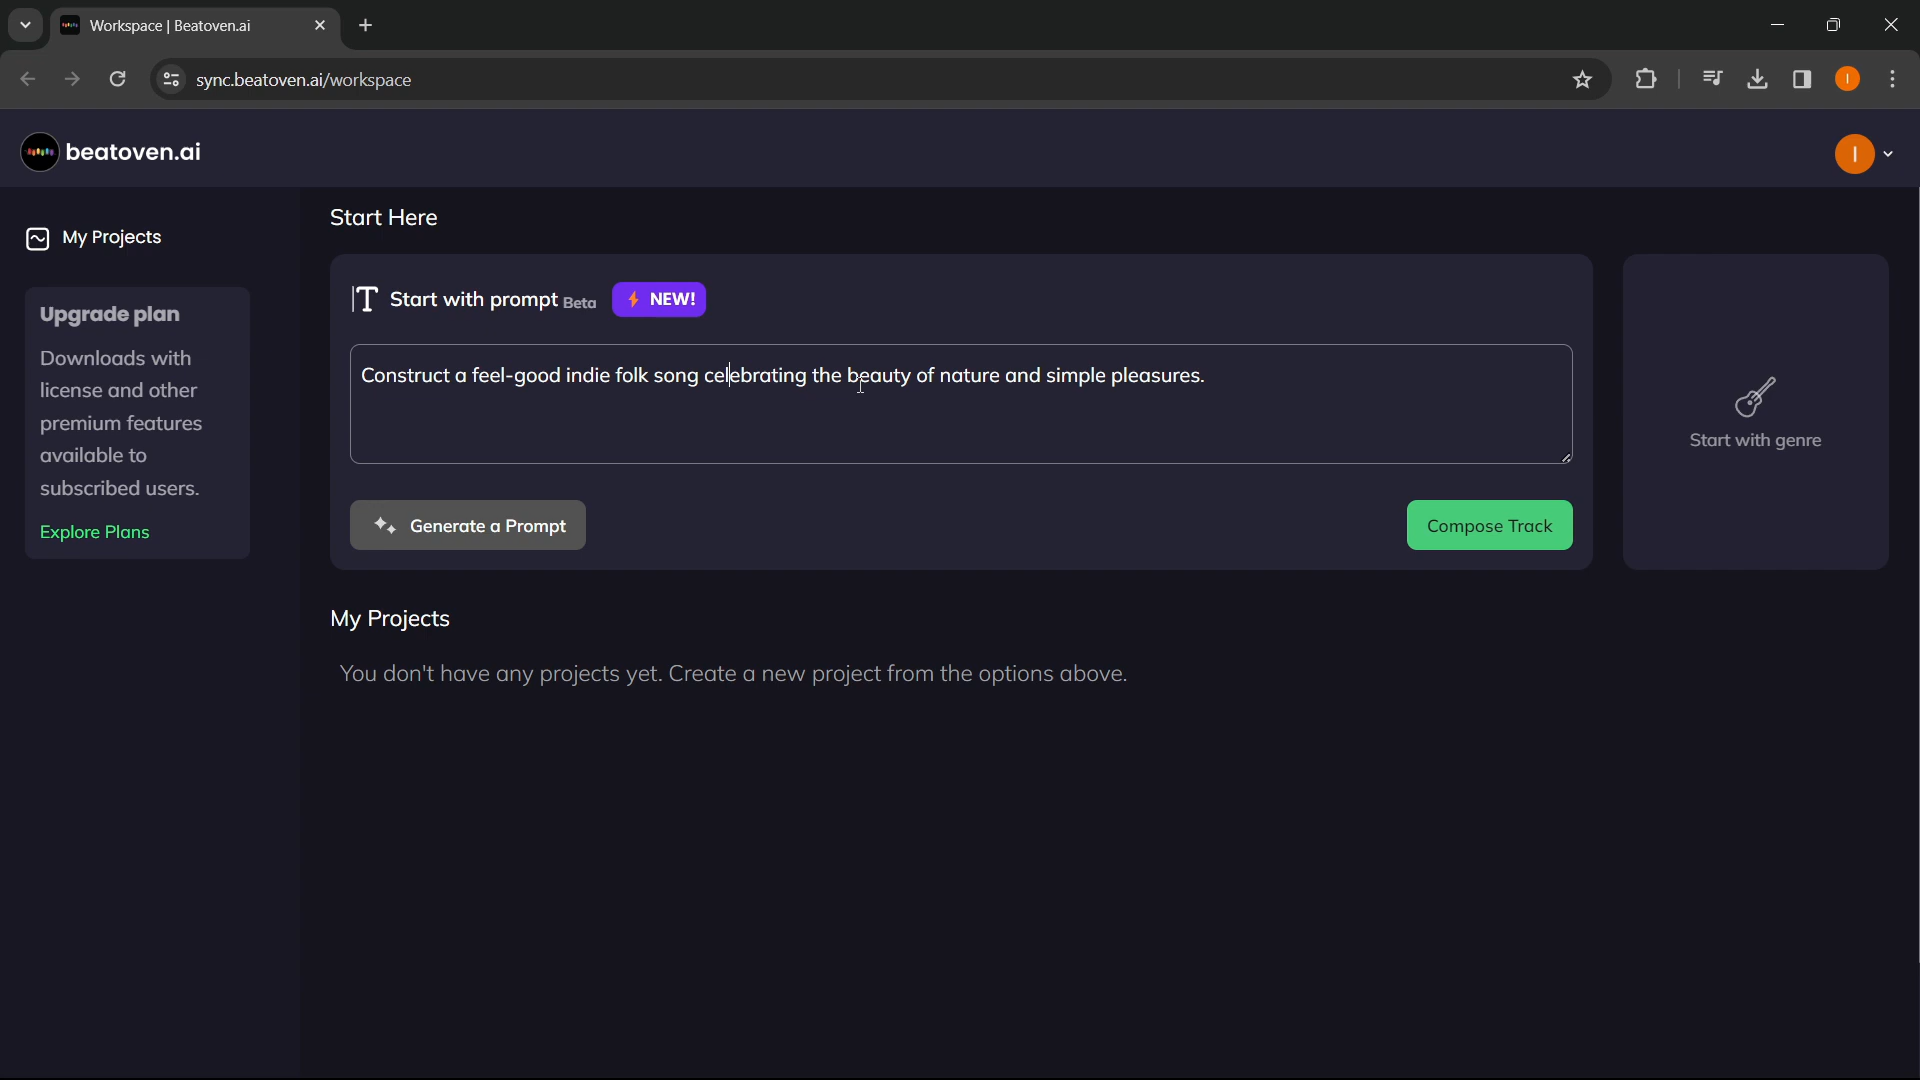 Workspace | Beatoven.ai
sync.beatoven.ai/workspace
I
beatoven.ai
I
My Projects
Upgrade plan
Downloads with
license and other
premium features
available to
subscribed users.
Explore Plans
Start Here
Start with prompt Beta NEW!
Construct a feel-good indie folk song celebrating the beauty of nature and simple pleasures.
Generate a Prompt
Compose Track
Start with genre
My Projects
You don't have any projects yet. Create a new project from the options above.